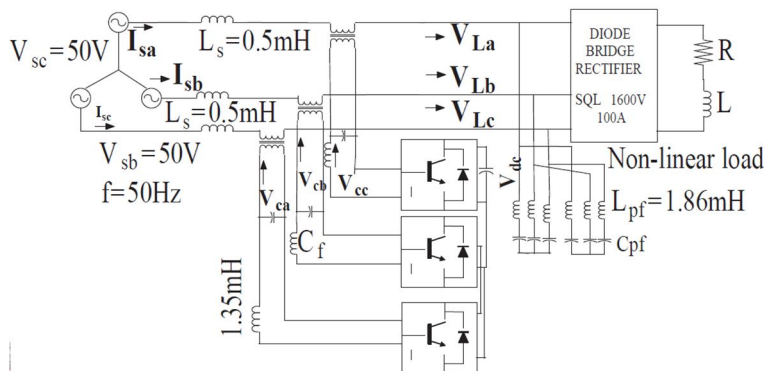 V_sc=50V
I_sa
L_s=0.5mH
V_La
I_sb
V_Lb
I_sc
L_s=0.5mH
V_Lc
V_sb=50V
f=50Hz
V_ca
V_cb
V_cc
C_f
1.35mH
DIODE
BRIDGE
RECTIFIER
SQL 1600V
100A
R
L
Non-linear load
V_dc
L_pf=1.86mH
Cpf